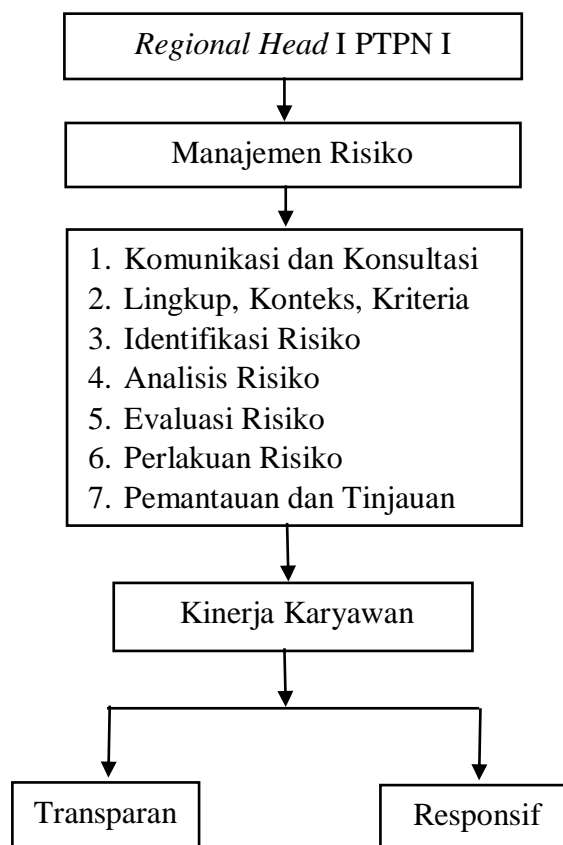 Regional Head I PTPN I
Manajemen Risiko
1. Komunikasi dan Konsultasi
2. Lingkup, Konteks, Kriteria
3. Identifikasi Risiko
4. Analisis Risiko
5. Evaluasi Risiko
6. Perlakuan Risiko
7. Pemantauan dan Tinjauan
Kinerja Karyawan
Transparan
Responsif